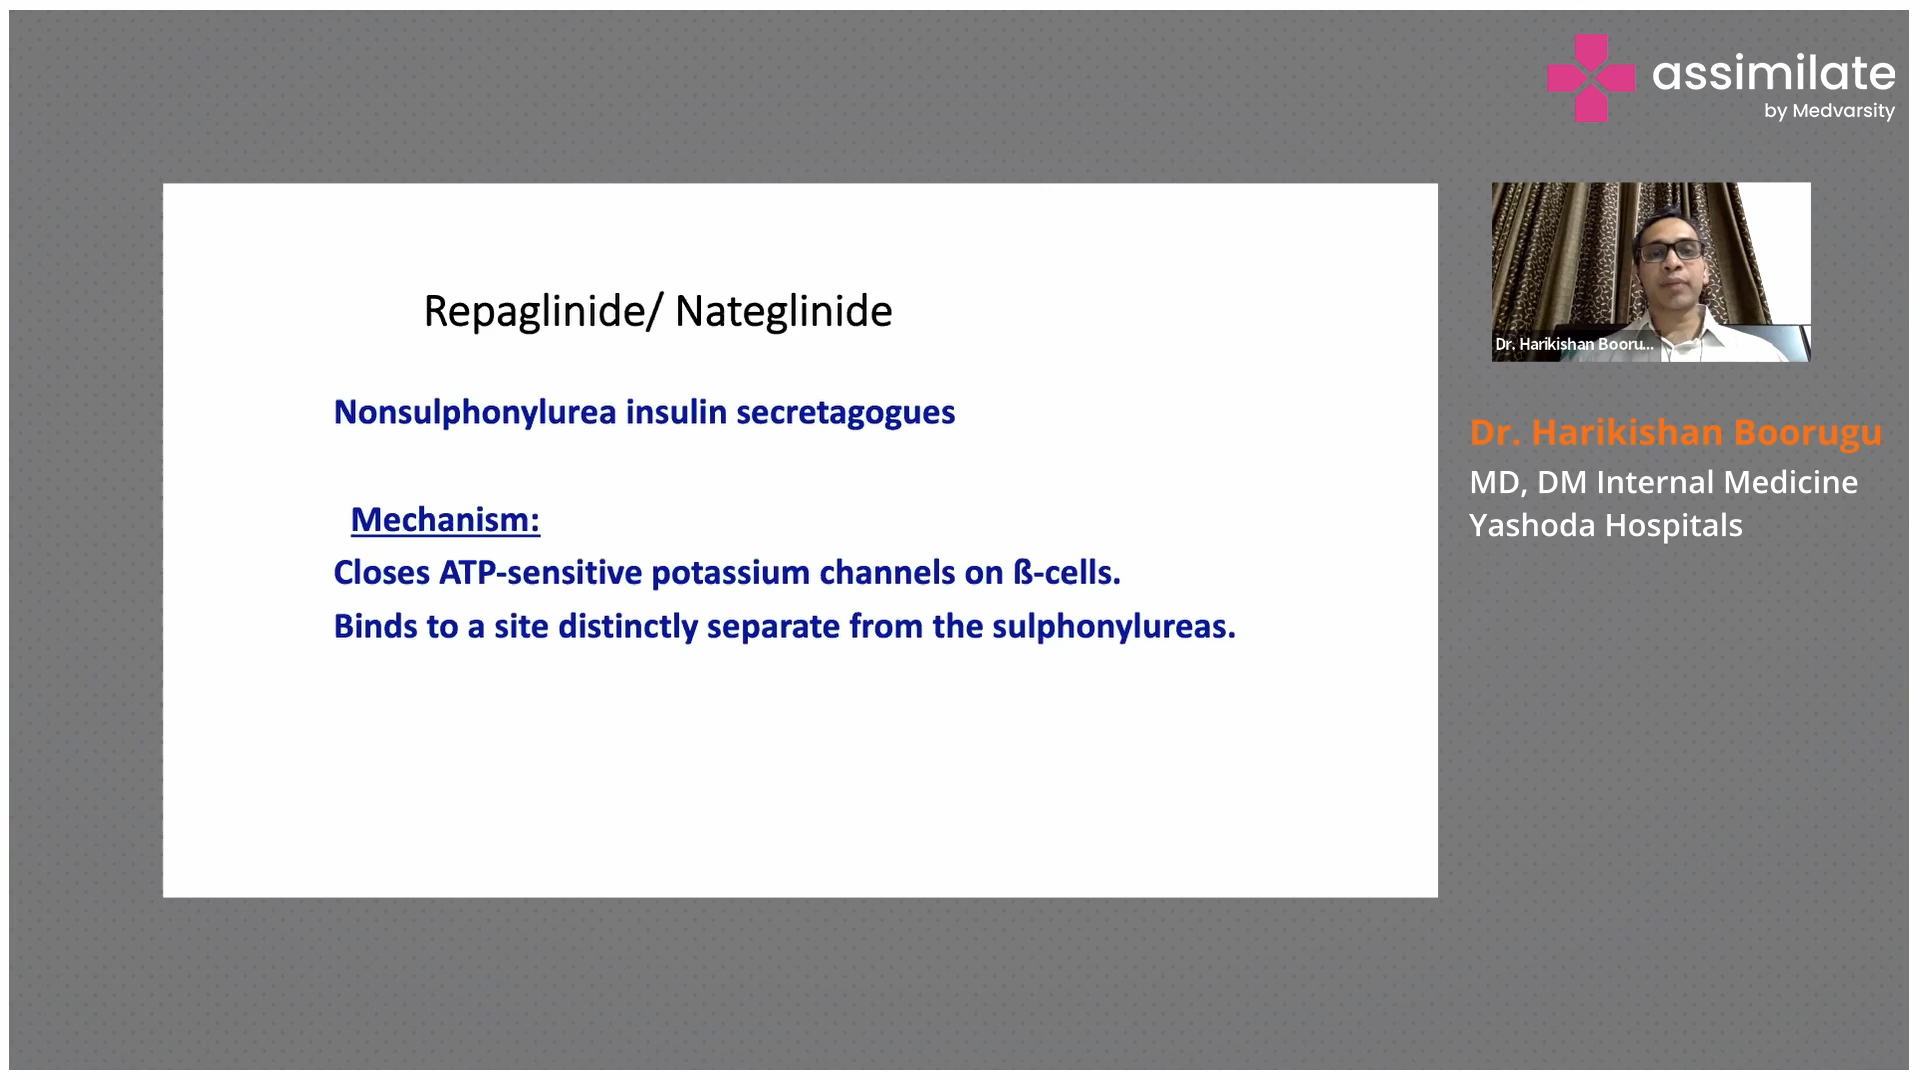 assimilate
by Medvarsity
Repaglinide/ Nateglinide
Nonsulphonylurea insulin secretagogues
Mechanism:
Closes ATP-sensitive potassium channels on ß-cells.
Binds to a site distinctly separate from the sulphonylureas.
Dr. Harikishan Booru...
Dr. Harikishan Boorugu
MD, DM Internal Medicine
Yashoda Hospitals